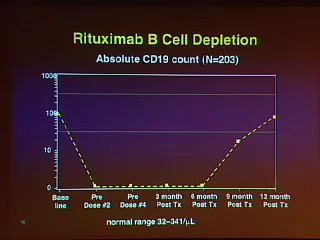 Rituximab B Cell Depletion
Absolute CD19 count (N=203)
1000
100
10
0
Base line
Pre Dose #2
Pre Dose #4
3 month Post Tx
6 month Post Tx
9 month Post Tx
12 month Post Tx
normal range 32–341/µL